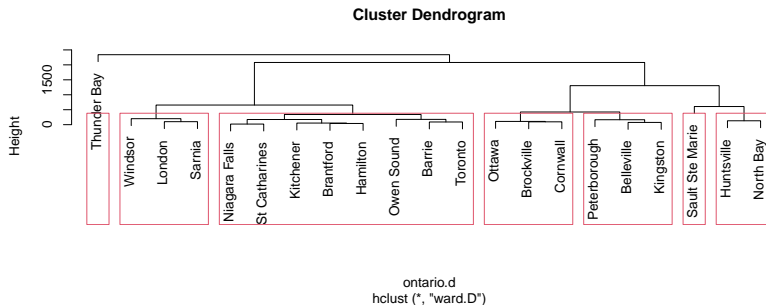 Cluster Dendrogram
Height
0
1500
Thunder Bay
Windsor
London
Sarnia
Niagara Falls
St Catharines
Kitchener
Brantford
Hamilton
Owen Sound
Barrie
Toronto
Ottawa
Brockville
Cornwall
Peterborough
Belleville
Kingston
Sault Ste Marie
Huntsville
North Bay
ontario.d
hclust (*, "ward.D")